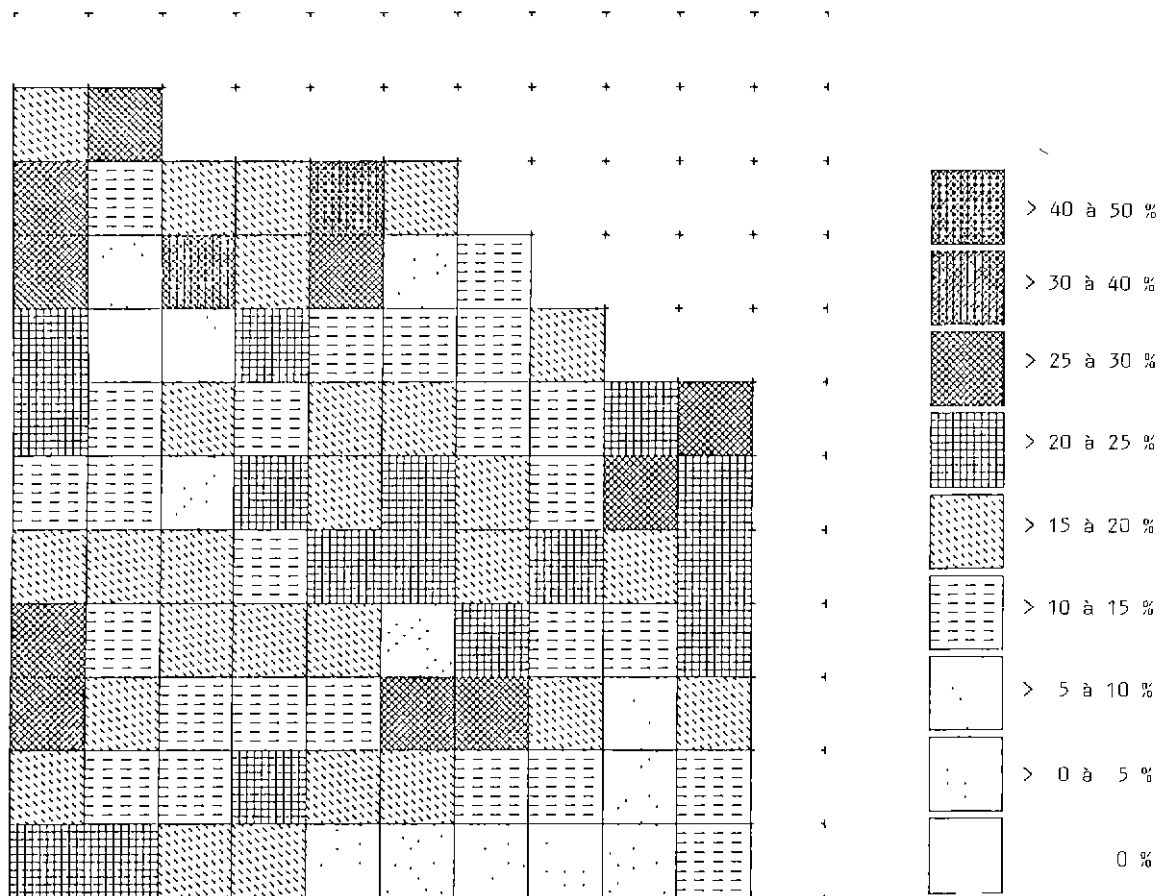 > 40 à 50 %
> 30 à 40 %
> 25 à 30 %
> 20 à 25 %
> 15 à 20 %
> 10 à 15 %
> 5 à 10 %
> 0 à 5 %
0 %